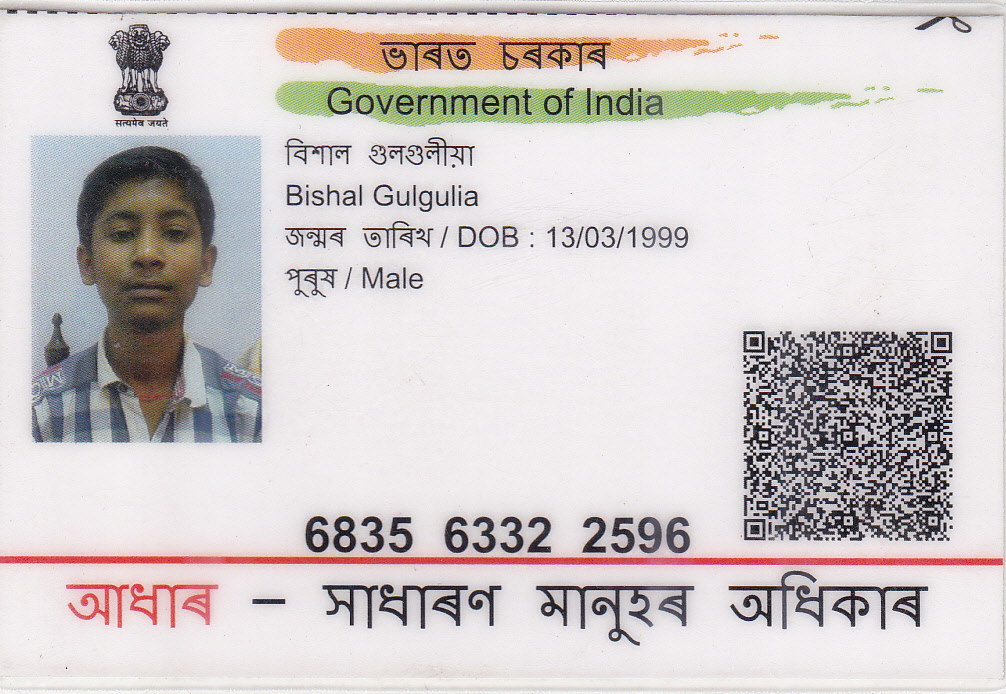 सत्यमेव जयते
ভাৰত চৰকাৰ
Government of India
বিশাল গুলগুলীয়া
Bishal Gulgulia
জন্মৰ তাৰিখ / DOB : 13/03/1999
পুৰুষ / Male
6835 6332 2596
আধাৰ – সাধাৰণ মানুহৰ অধিকাৰ